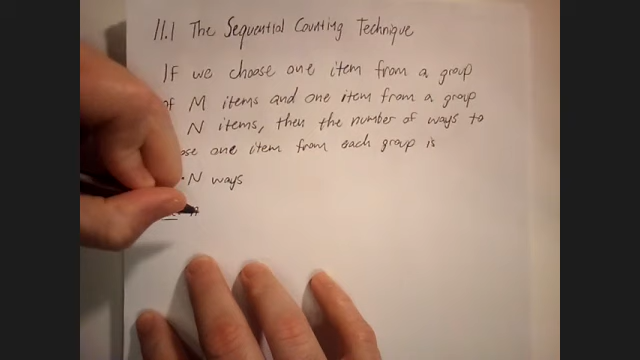 11.1 The Sequential Counting Technique
If we choose one item from a group
of M items and one item from a group
N items, then the number of ways to
one item from each group is
· N ways